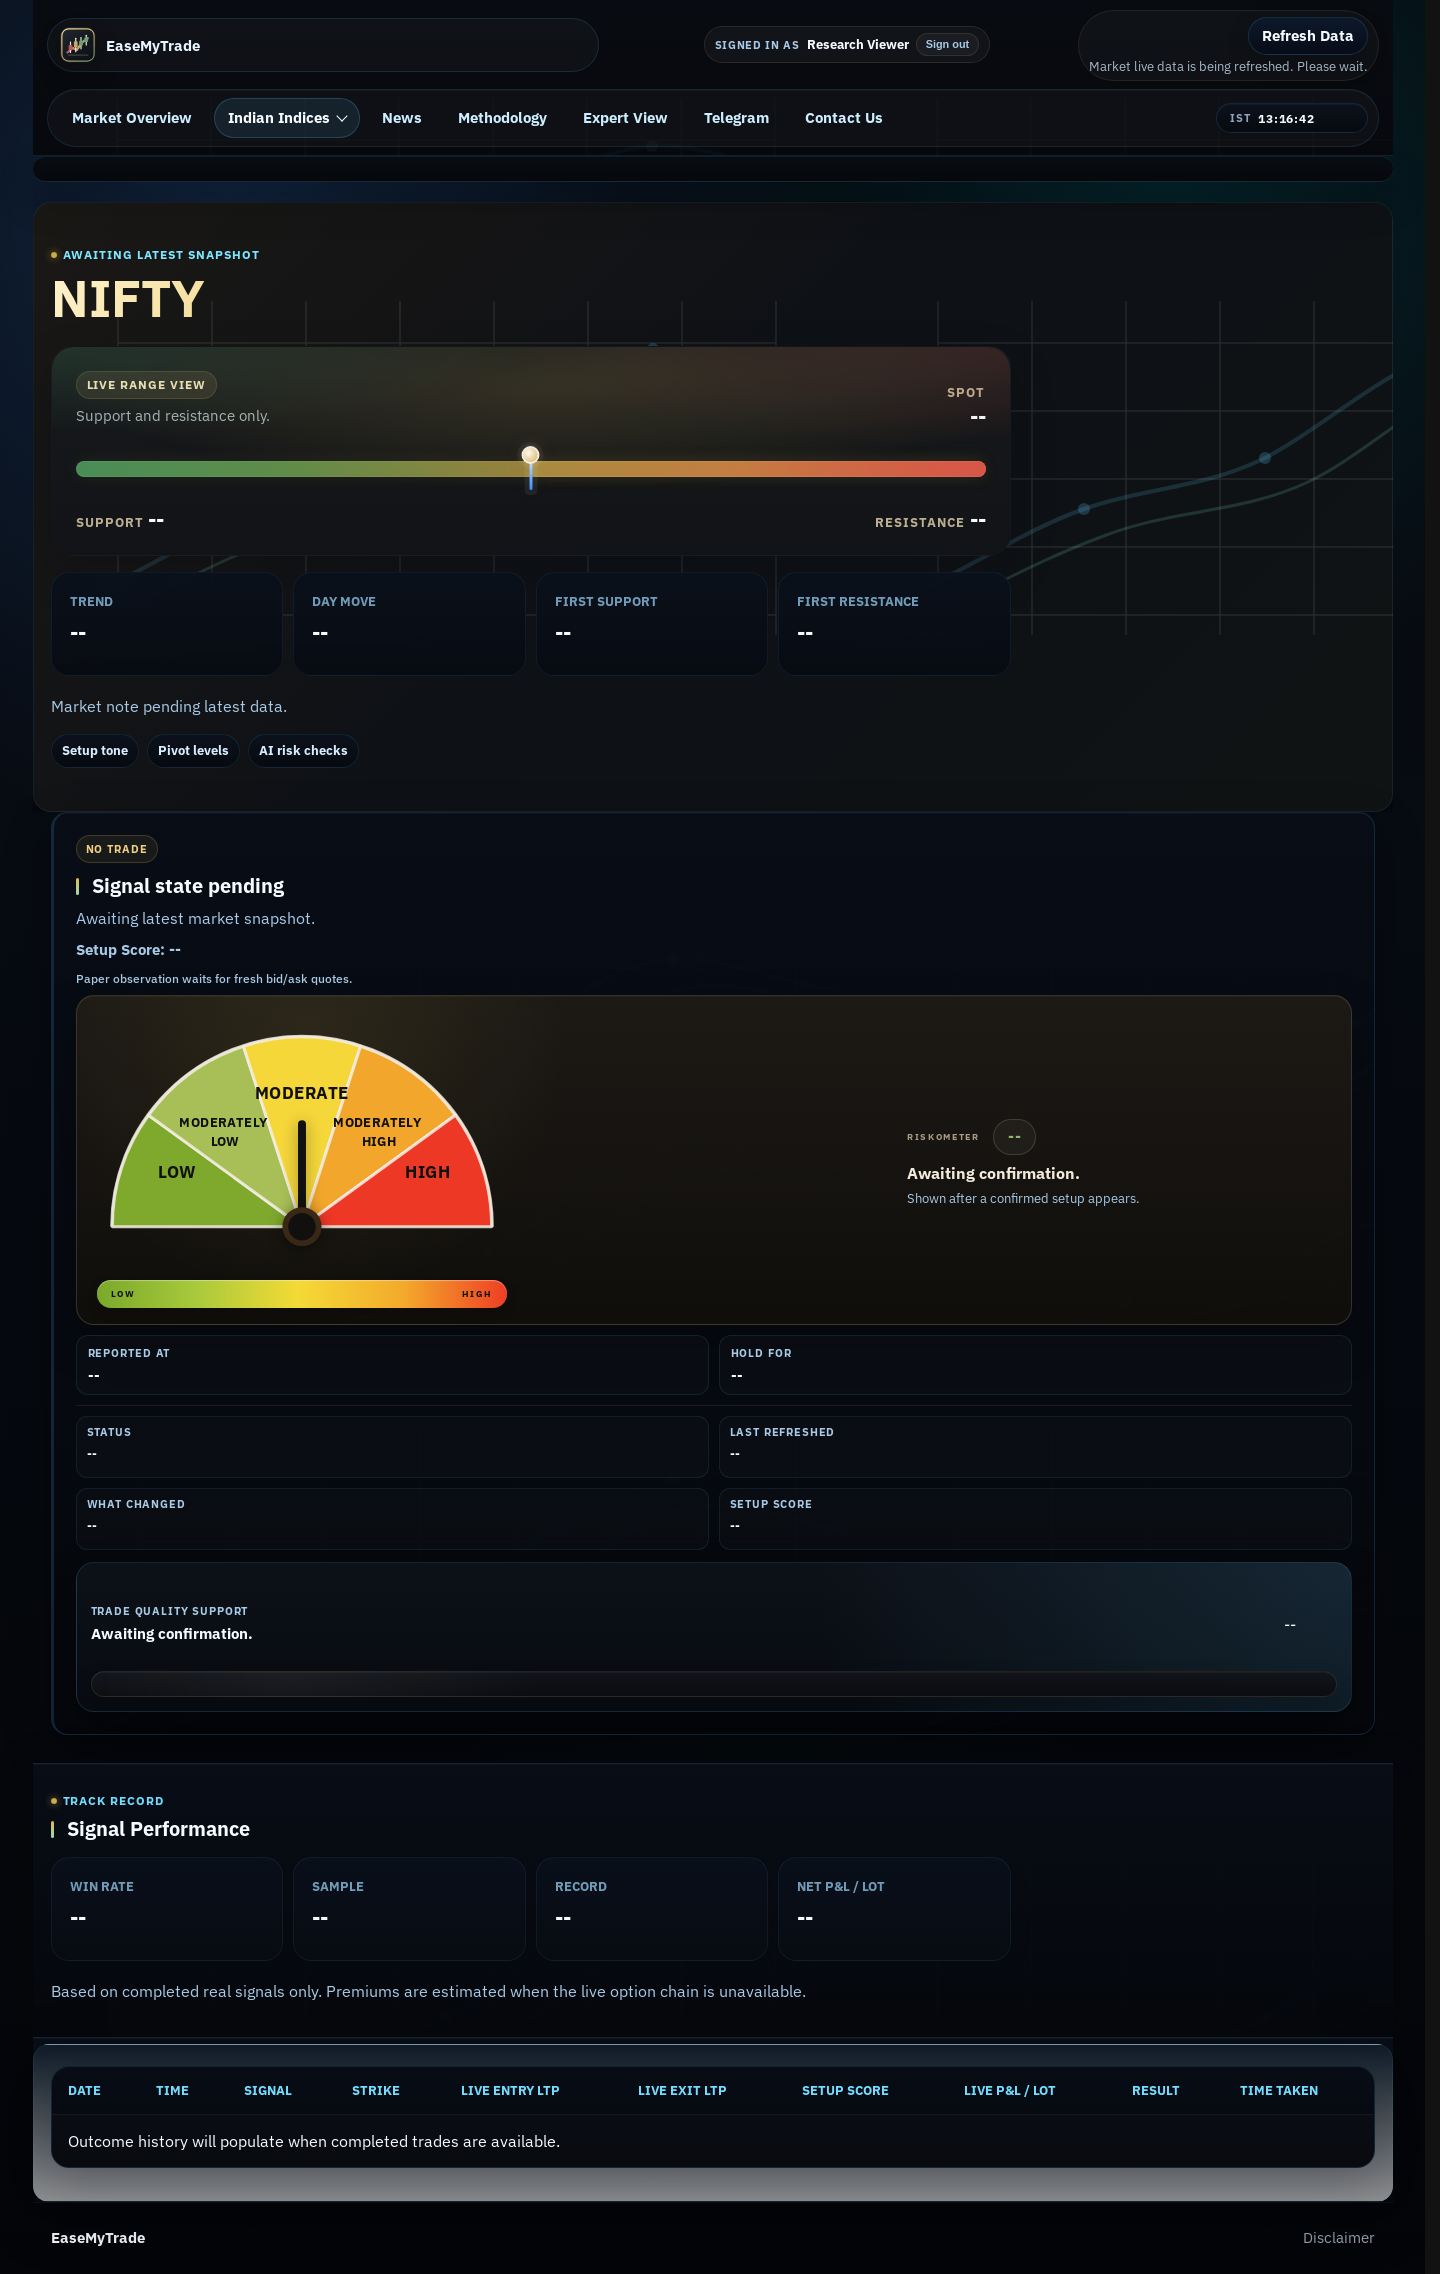 EaseMyTrade
SIGNED IN AS Research Viewer Sign out
Refresh Data
Market live data is being refreshed. Please wait.
Market Overview Indian Indices News Methodology Expert View Telegram Contact Us
IST 13:16:42
AWAITING LATEST SNAPSHOT
NIFTY
LIVE RANGE VIEW
Support and resistance only.
SPOT
--
SUPPORT --
RESISTANCE --
TREND
--
DAY MOVE
--
FIRST SUPPORT
--
FIRST RESISTANCE
--
Market note pending latest data.
Setup tone Pivot levels AI risk checks
NO TRADE
Signal state pending
Awaiting latest market snapshot.
Setup Score: --
Paper observation waits for fresh bid/ask quotes.
LOW
MODERATELY
LOW
MODERATE
MODERATELY
HIGH
HIGH
LOW HIGH
RISKOMETER --
Awaiting confirmation.
Shown after a confirmed setup appears.
REPORTED AT
--
HOLD FOR
--
STATUS
--
LAST REFRESHED
--
WHAT CHANGED
--
SETUP SCORE
--
TRADE QUALITY SUPPORT
Awaiting confirmation.
--
TRACK RECORD
Signal Performance
WIN RATE
--
SAMPLE
--
RECORD
--
NET P&L / LOT
--
Based on completed real signals only. Premiums are estimated when the live option chain is unavailable.
DATE TIME SIGNAL STRIKE LIVE ENTRY LTP LIVE EXIT LTP SETUP SCORE LIVE P&L / LOT RESULT TIME TAKEN
Outcome history will populate when completed trades are available.
EaseMyTrade
Disclaimer